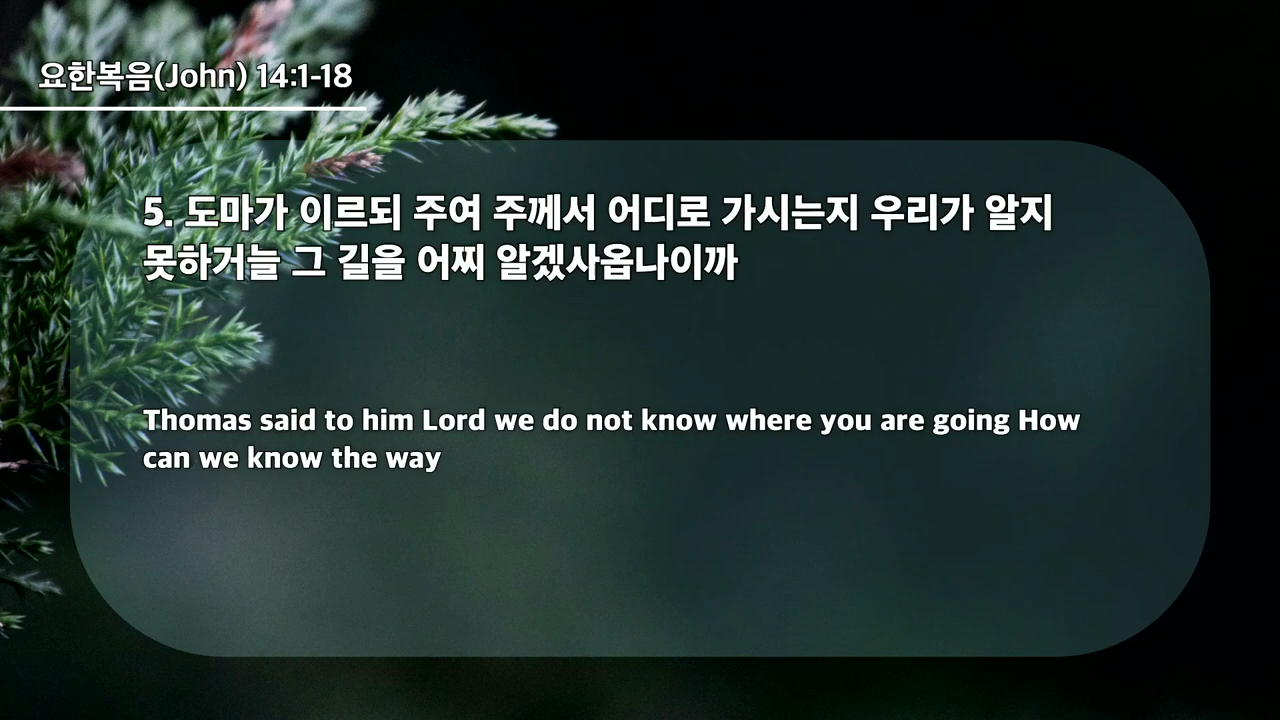 요한복음(John) 14:1-18
5. 도마가 이르되 주여 주께서 어디로 가시는지 우리가 알지
못하거늘 그 길을 어찌 알겠사옵나이까
Thomas said to him Lord we do not know where you are going How
can we know the way